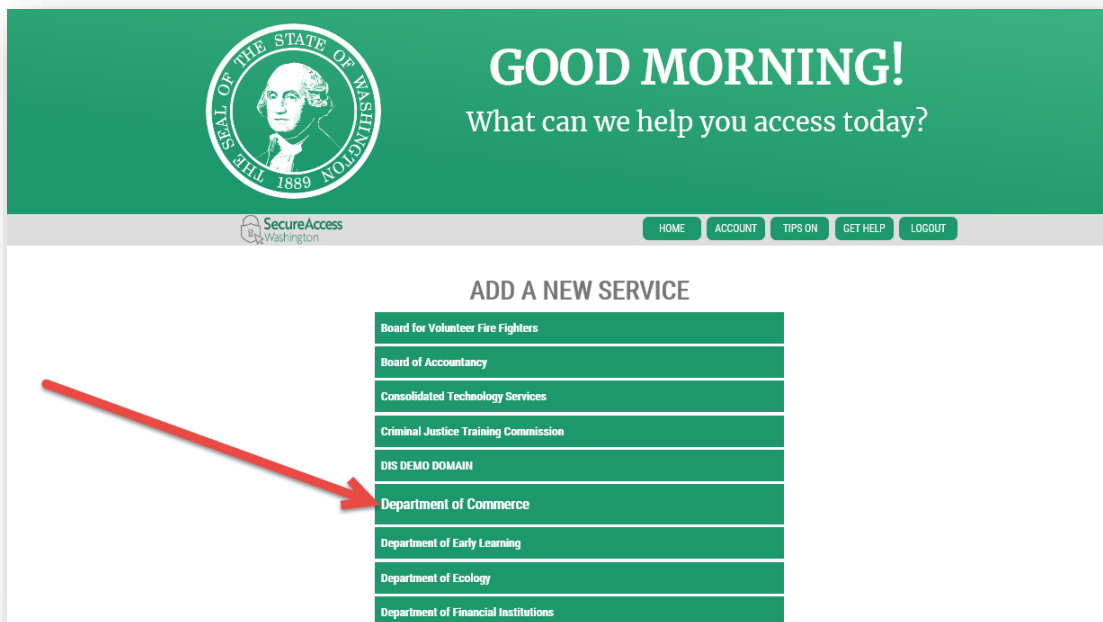 THE SEAL OF THE STATE OF WASHINGTON
1889
GOOD MORNING!
What can we help you access today?
SecureAccess
Washington
HOME
ACCOUNT
TIPS ON
GET HELP
LOGOUT
ADD A NEW SERVICE
Board for Volunteer Fire Fighters
Board of Accountancy
Consolidated Technology Services
Criminal Justice Training Commission
DIS DEMO DOMAIN
Department of Commerce
Department of Early Learning
Department of Ecology
Department of Financial Institutions